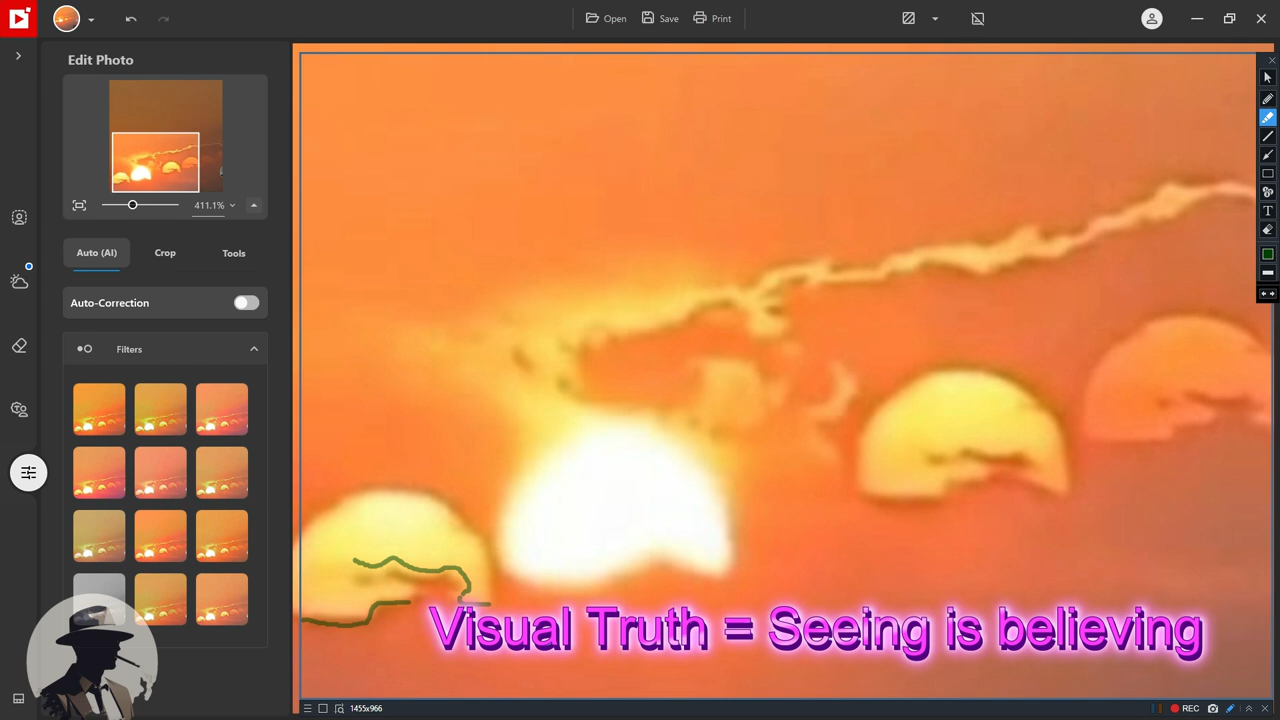 Open
Save
Print
Edit Photo
411.1%
Auto (AI)
Crop
Tools
Auto-Correction
Filters
T
Visual Truth = Seeing is believing
1455x966
REC